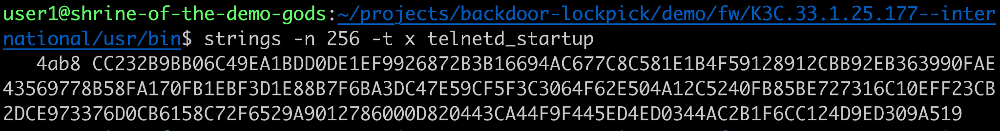 user1@shrine-of-the-demo-gods:~/projects/backdoor-lockpick/demo/fw/K3C.33.1.25.177--inter
national/usr/bin$ strings -n 256 -t x telnetd_startup
   4ab8 CC232B9BB06C49EA1BDD0DE1EF9926872B3B16694AC677C8C581E1B4F59128912CBB92EB363990FAE
43569778B58FA170FB1EBF3D1E88B7F6BA3DC47E59CF5F3C3064F62E504A12C5240FB85BE727316C10EFF23CB
2DCE973376D0CB6158C72F6529A9012786000D820443CA44F9F445ED4ED0344AC2B1F6CC124D9ED309A519